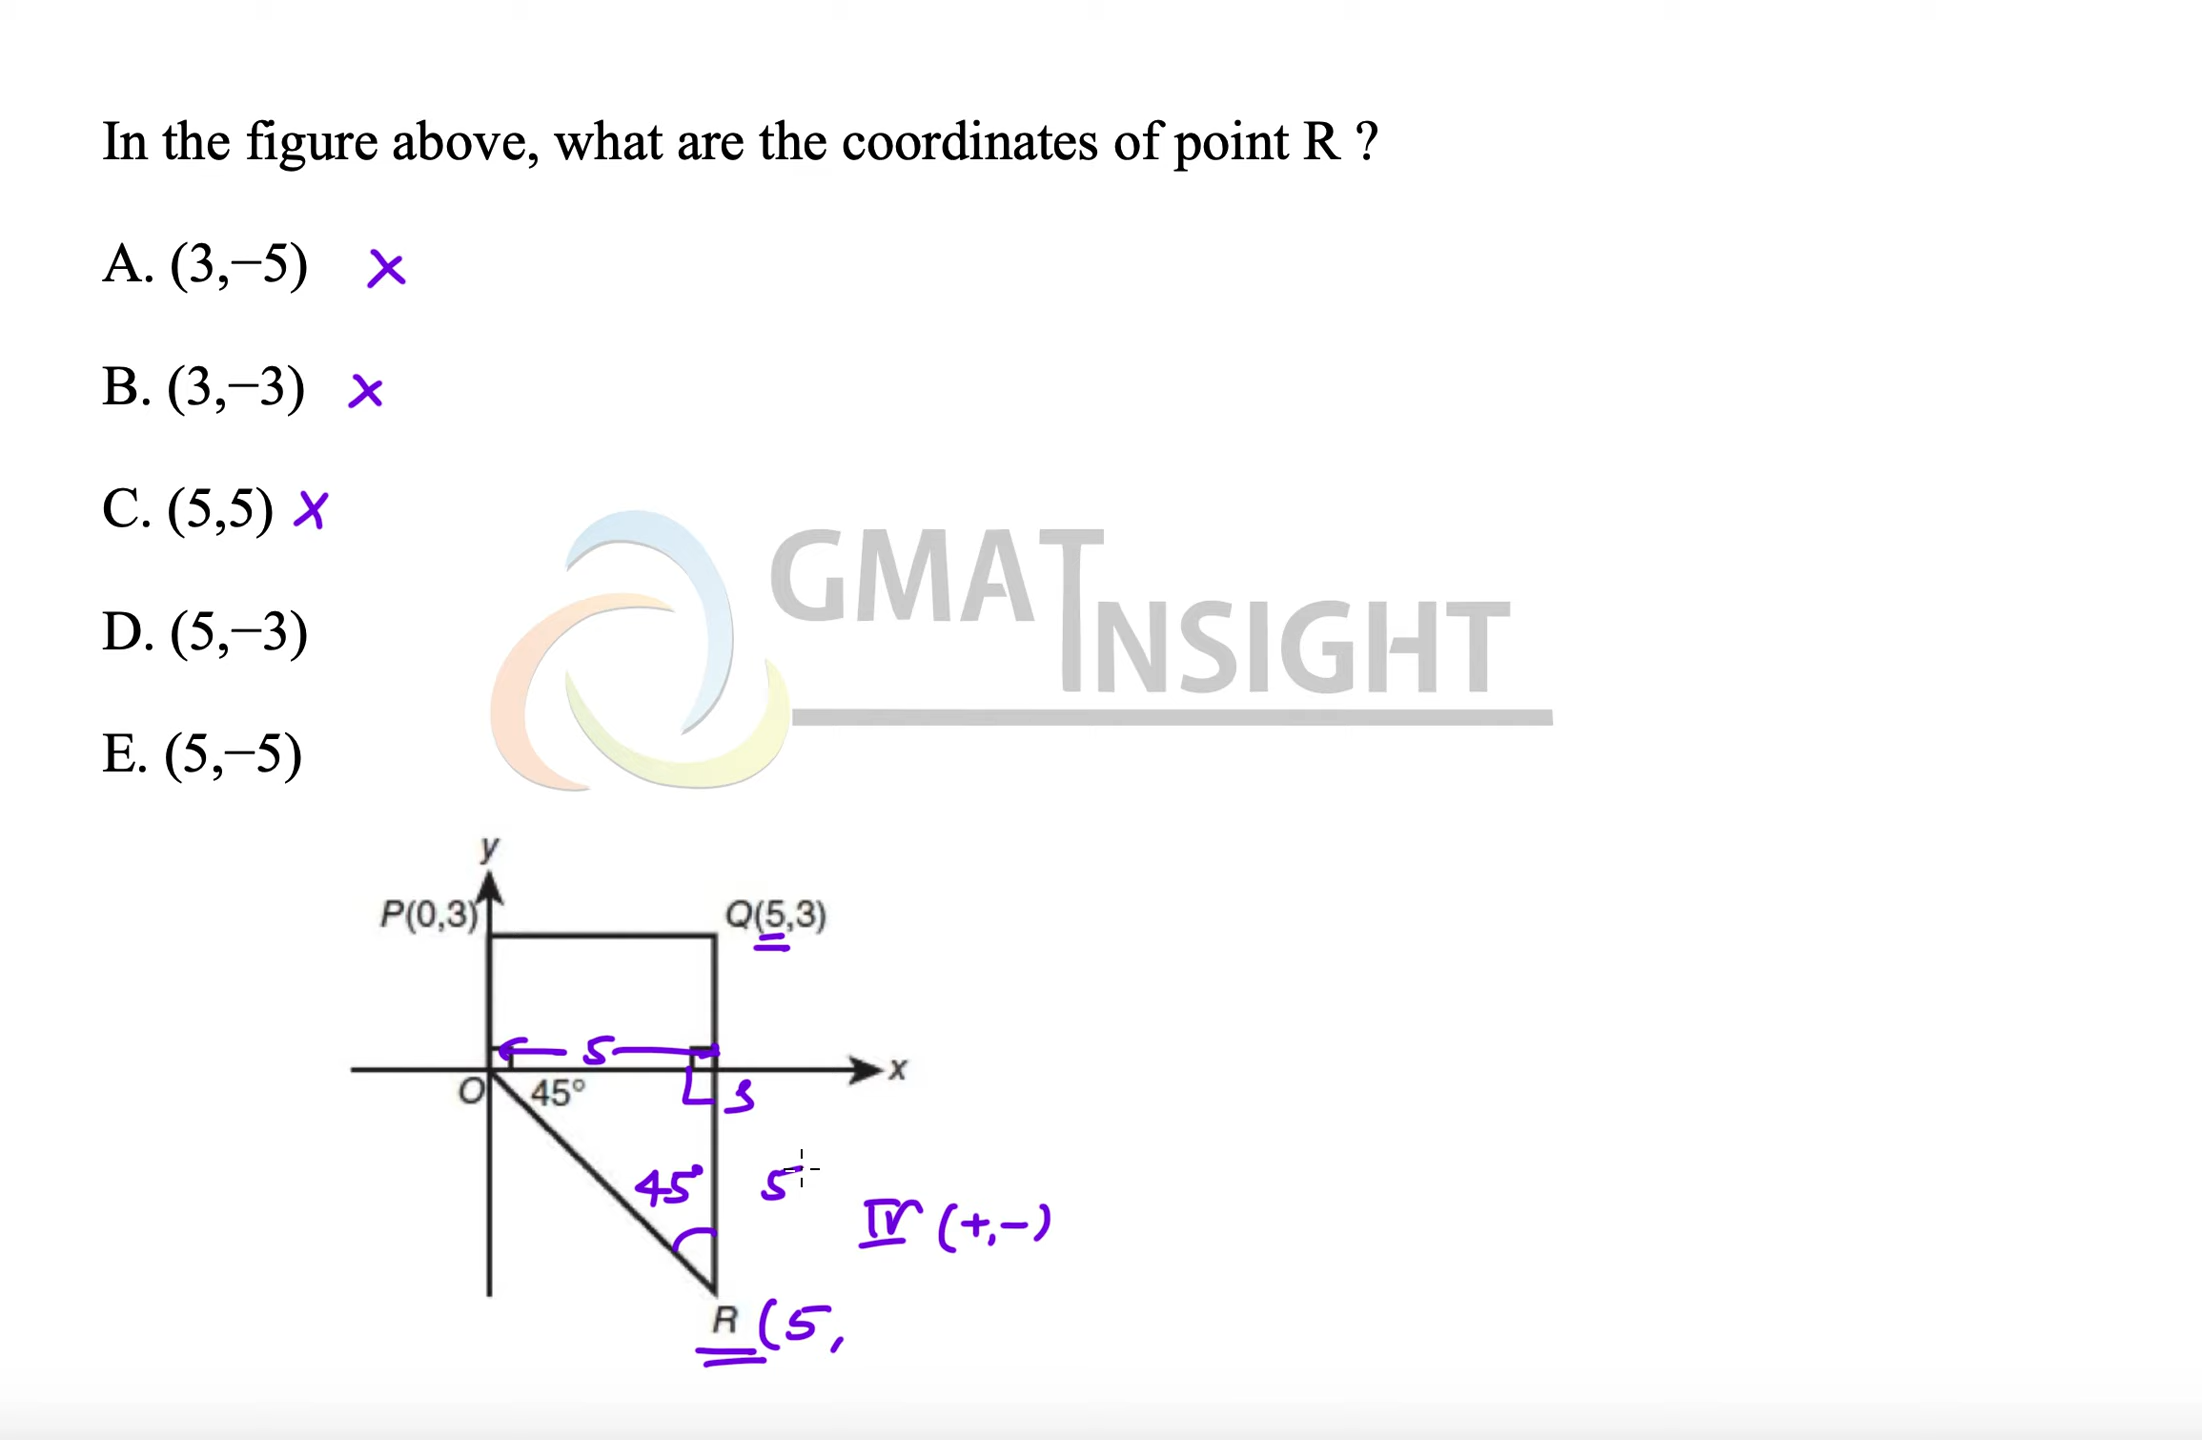 In the figure above, what are the coordinates of point R ?
A. (3,−5) ×
B. (3,−3) ×
C. (5,5) ×
D. (5,−3)
E. (5,−5)
GMAT INSIGHT
y
P(0,3) Q(5,3)
5
x
O 45° 3
45° 5
IV (+,-)
R (5,